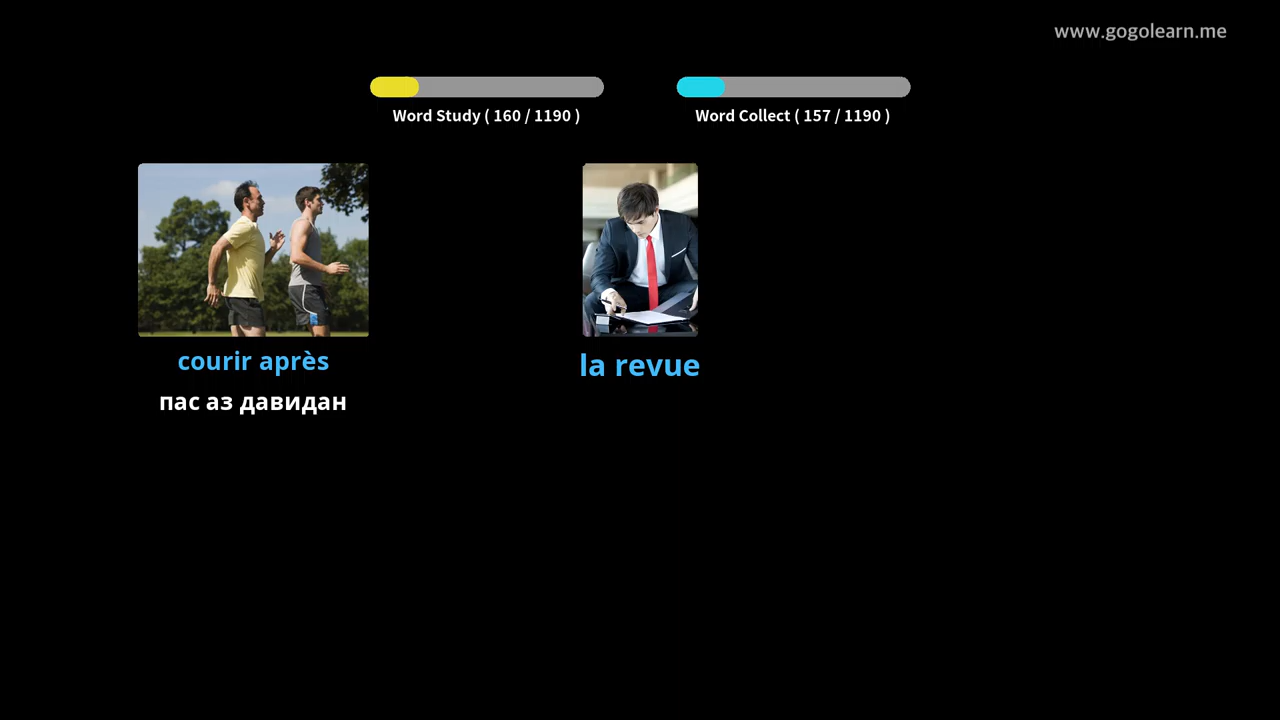 www.gogolearn.me
Word Study ( 160 / 1190 )
Word Collect ( 157 / 1190 )
courir après
пас аз давидан
la revue